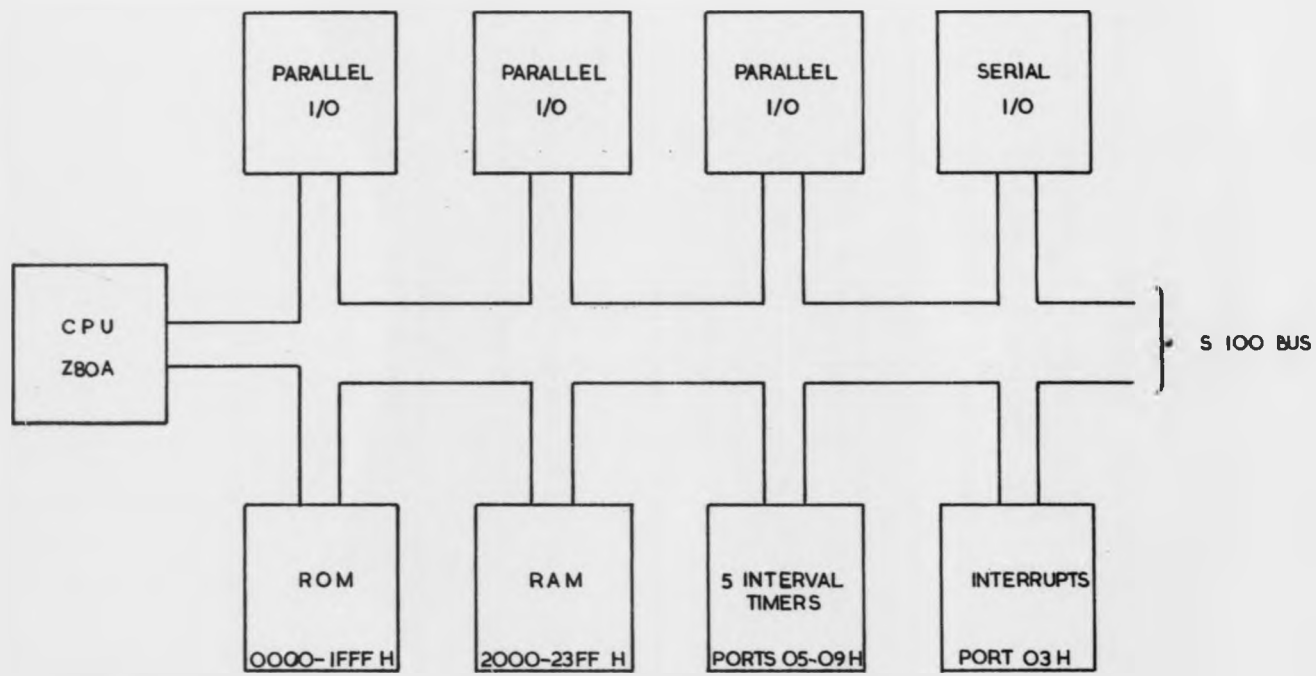 PARALLEL
I/O
PARALLEL
I/O
PARALLEL
I/O
SERIAL
I/O
CPU
Z80A
S 100 BUS
ROM
0000-1FFF H
RAM
2000-23FF H
5 INTERVAL
TIMERS
PORTS 05-09H
INTERRUPTS
PORT 03H